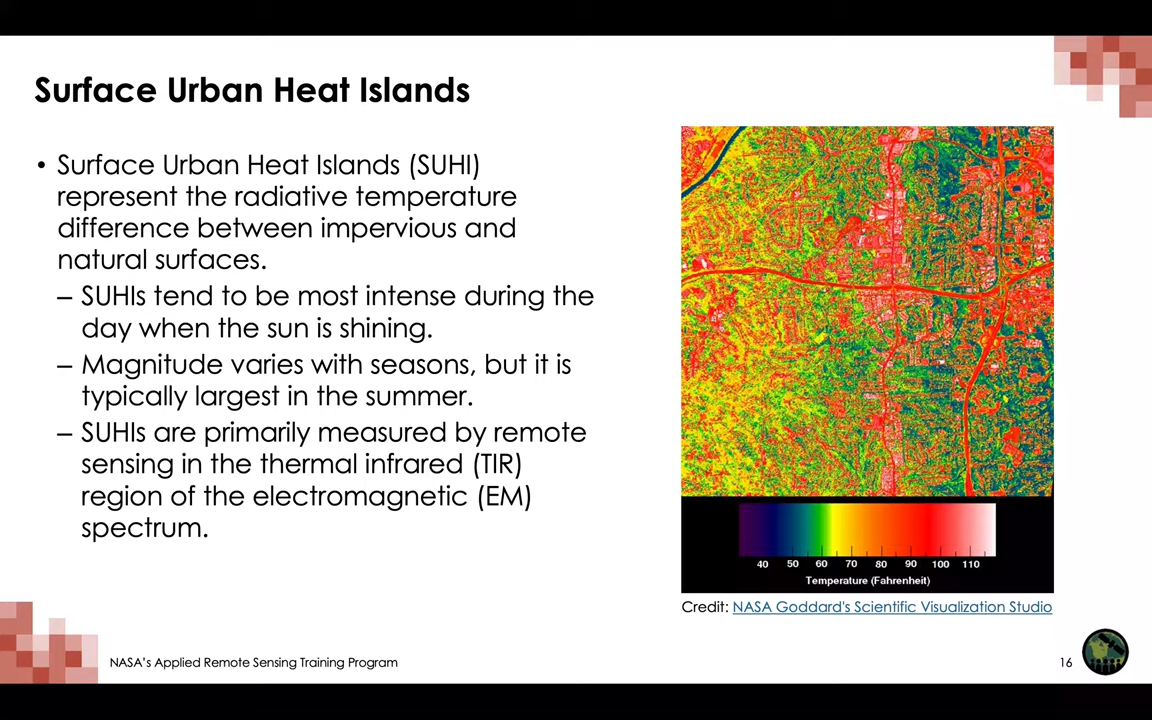 Surface Urban Heat Islands
• Surface Urban Heat Islands (SUHI)
represent the radiative temperature
difference between impervious and
natural surfaces.
– SUHIs tend to be most intense during the
day when the sun is shining.
– Magnitude varies with seasons, but it is
typically largest in the summer.
– SUHIs are primarily measured by remote
sensing in the thermal infrared (TIR)
region of the electromagnetic (EM)
spectrum.
40 50 60 70 80 90 100 110
Temperature (Fahrenheit)
Credit: NASA Goddard's Scientific Visualization Studio
NASA's Applied Remote Sensing Training Program
16